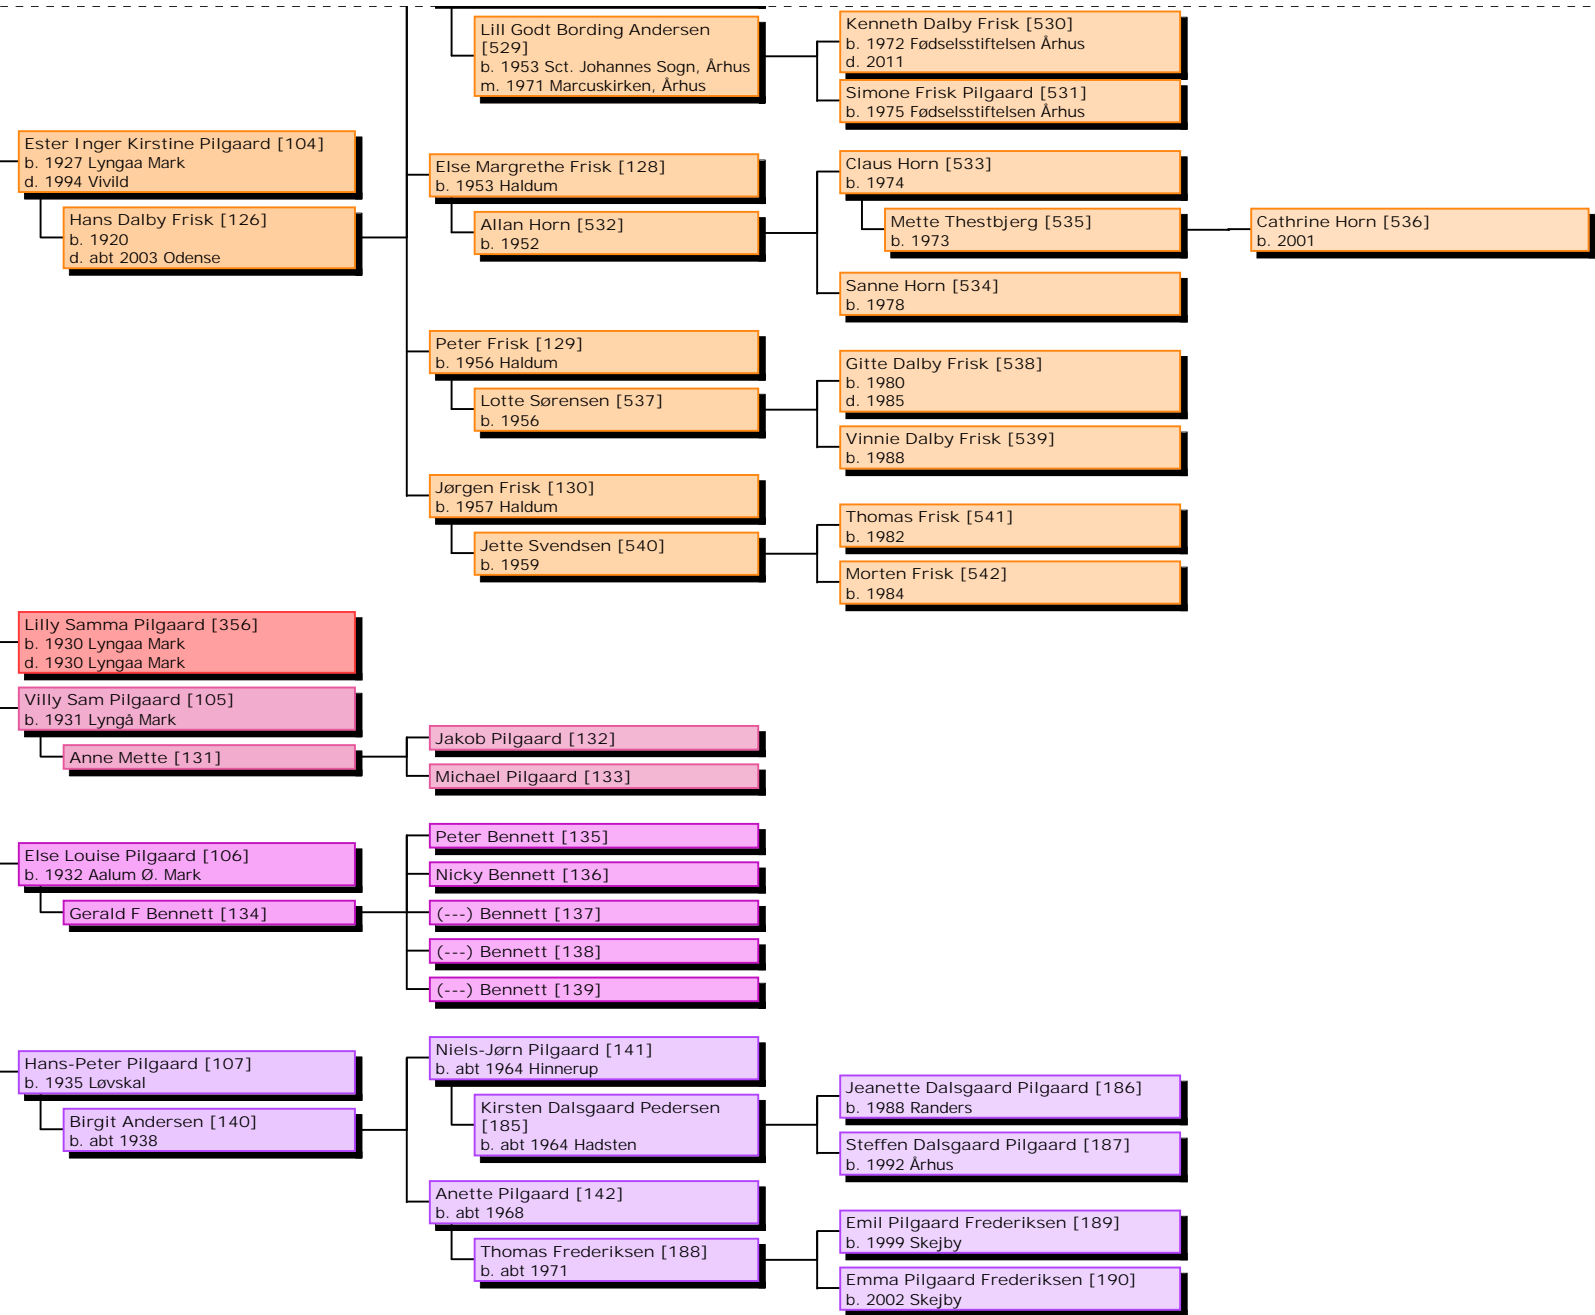 Lill Godt Bording Andersen
[529]
b. 1953 Sct. Johannes Sogn, Århus
m. 1971 Marcuskirken, Århus
Kenneth Dalby Frisk [530]
b. 1972 Fødselsstiftelsen Århus
d. 2011
Simone Frisk Pilgaard [531]
b. 1975 Fødselsstiftelsen Århus
Ester Inger Kirstine Pilgaard [104]
b. 1927 Lyngaa Mark
d. 1994 Vivild
Hans Dalby Frisk [126]
b. 1920
d. abt 2003 Odense
Else Margrethe Frisk [128]
b. 1953 Haldum
Allan Horn [532]
b. 1952
Claus Horn [533]
b. 1974
Mette Thestbjerg [535]
b. 1973
Cathrine Horn [536]
b. 2001
Sanne Horn [534]
b. 1978
Peter Frisk [129]
b. 1956 Haldum
Lotte Sørensen [537]
b. 1956
Gitte Dalby Frisk [538]
b. 1980
d. 1985
Vinnie Dalby Frisk [539]
b. 1988
Jørgen Frisk [130]
b. 1957 Haldum
Jette Svendsen [540]
b. 1959
Thomas Frisk [541]
b. 1982
Morten Frisk [542]
b. 1984
Lilly Samma Pilgaard [356]
b. 1930 Lyngaa Mark
d. 1930 Lyngaa Mark
Villy Sam Pilgaard [105]
b. 1931 Lyngå Mark
Anne Mette [131]
Jakob Pilgaard [132]
Michael Pilgaard [133]
Else Louise Pilgaard [106]
b. 1932 Aalum Ø. Mark
Gerald F Bennett [134]
Peter Bennett [135]
Nicky Bennett [136]
(---) Bennett [137]
(---) Bennett [138]
(---) Bennett [139]
Hans-Peter Pilgaard [107]
b. 1935 Løvskal
Birgit Andersen [140]
b. abt 1938
Niels-Jørn Pilgaard [141]
b. abt 1964 Hinnerup
Kirsten Dalsgaard Pedersen
[185]
b. abt 1964 Hadsten
Jeanette Dalsgaard Pilgaard [186]
b. 1988 Randers
Steffen Dalsgaard Pilgaard [187]
b. 1992 Århus
Anette Pilgaard [142]
b. abt 1968
Thomas Frederiksen [188]
b. abt 1971
Emil Pilgaard Frederiksen [189]
b. 1999 Skejby
Emma Pilgaard Frederiksen [190]
b. 2002 Skejby